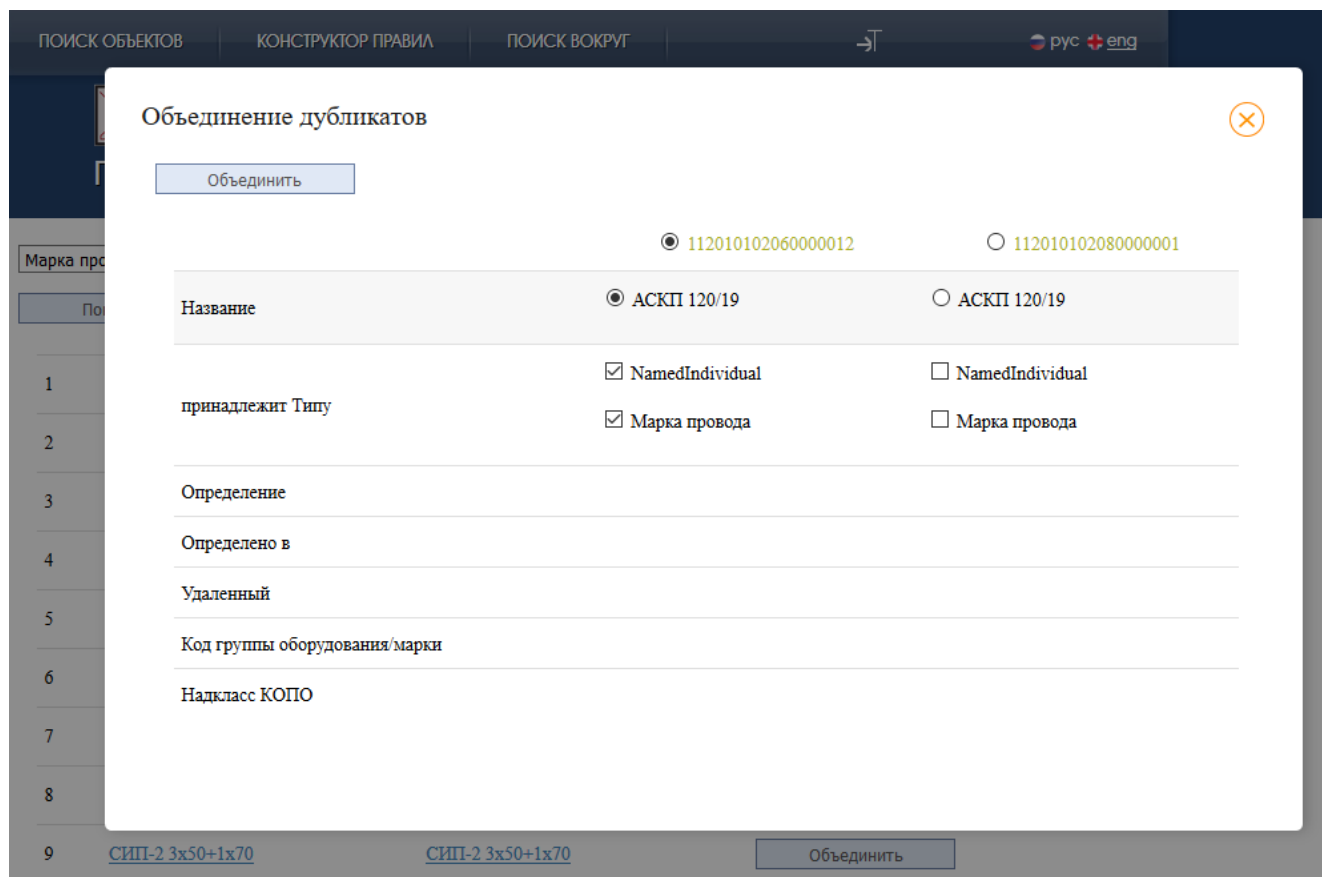 ПОИСК ОБЪЕКТОВ КОНСТРУКТОР ПРАВИЛ ПОИСК ВОКРУГ рус eng
Объединение дубликатов
Объединить
112010102060000012 112010102080000001
Марка
Название АСКП 120/19 АСКП 120/19
NamedIndividual NamedIndividual
1
принадлежит Типу
Марка провода Марка провода
2
Определение
3
Определено в
4
Удаленный
5
Код группы оборудования/марки
6
Надкласс КОПО
7
8
9 СИП-2 3х50+1х70 СИП-2 3х50+1х70 Объединить